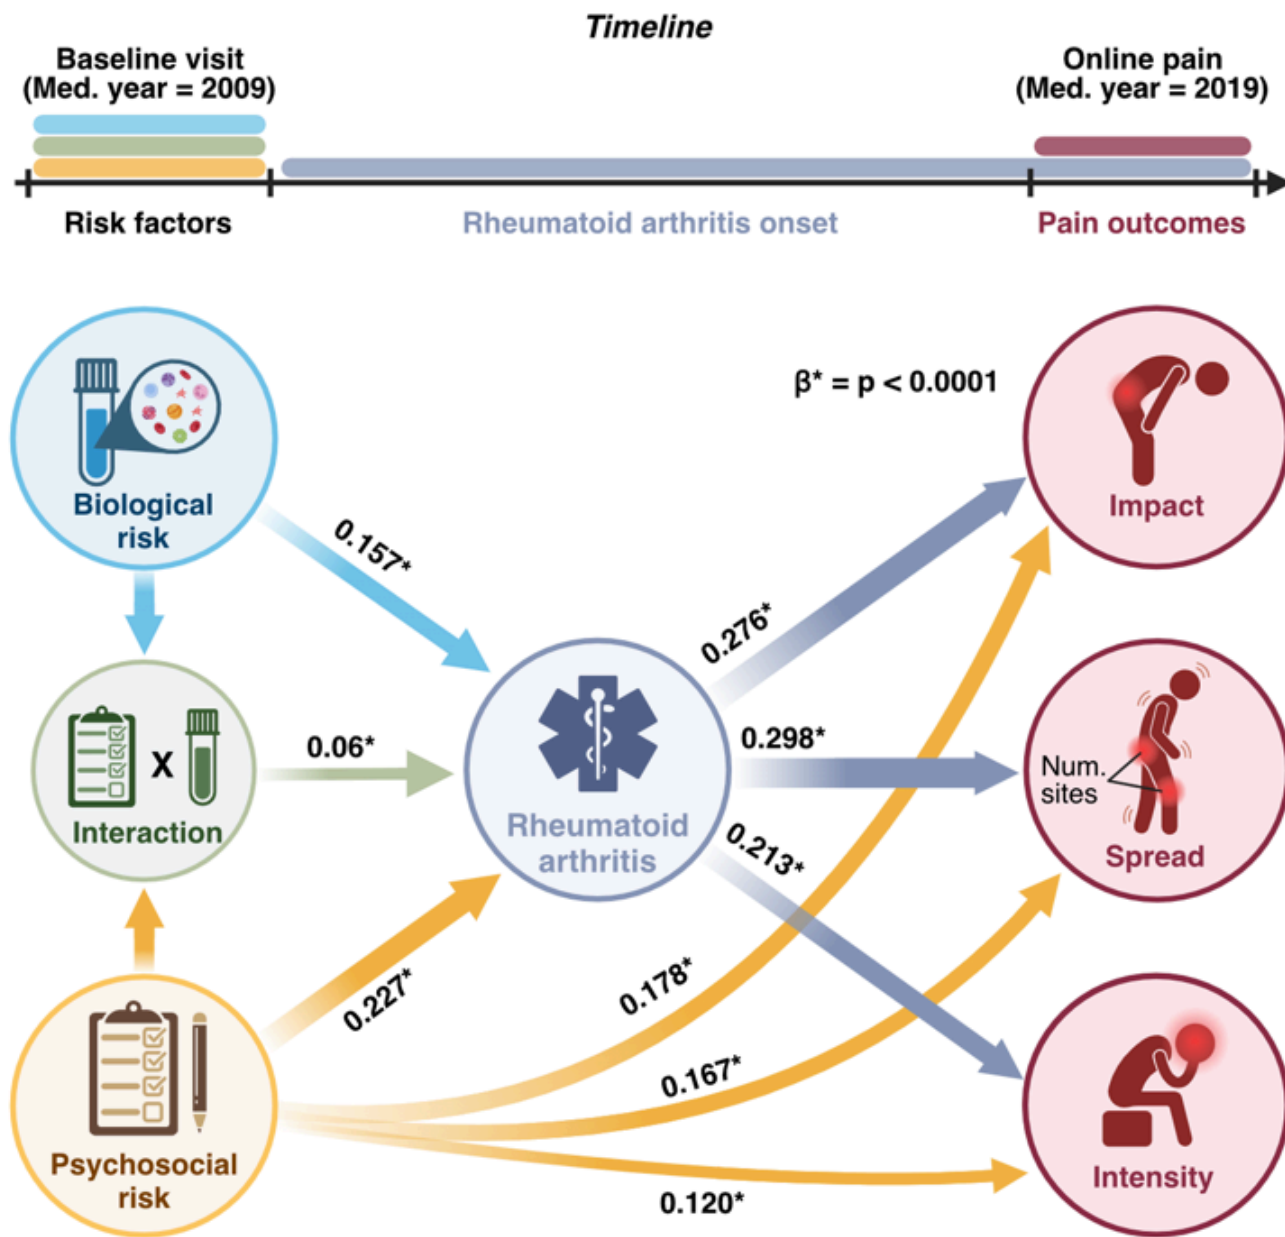 Timeline
Baseline visit
(Med. year = 2009)
Online pain
(Med. year = 2019)
Risk factors
Rheumatoid arthritis onset
Pain outcomes
β* = p < 0.0001
Biological
risk
0.157*
Impact
0.276*
0.06*
X
Interaction
Rheumatoid
arthritis
0.298*
Num.
sites
Spread
0.213*
0.227*
0.178*
0.167*
0.120*
Psychosocial
risk
Intensity